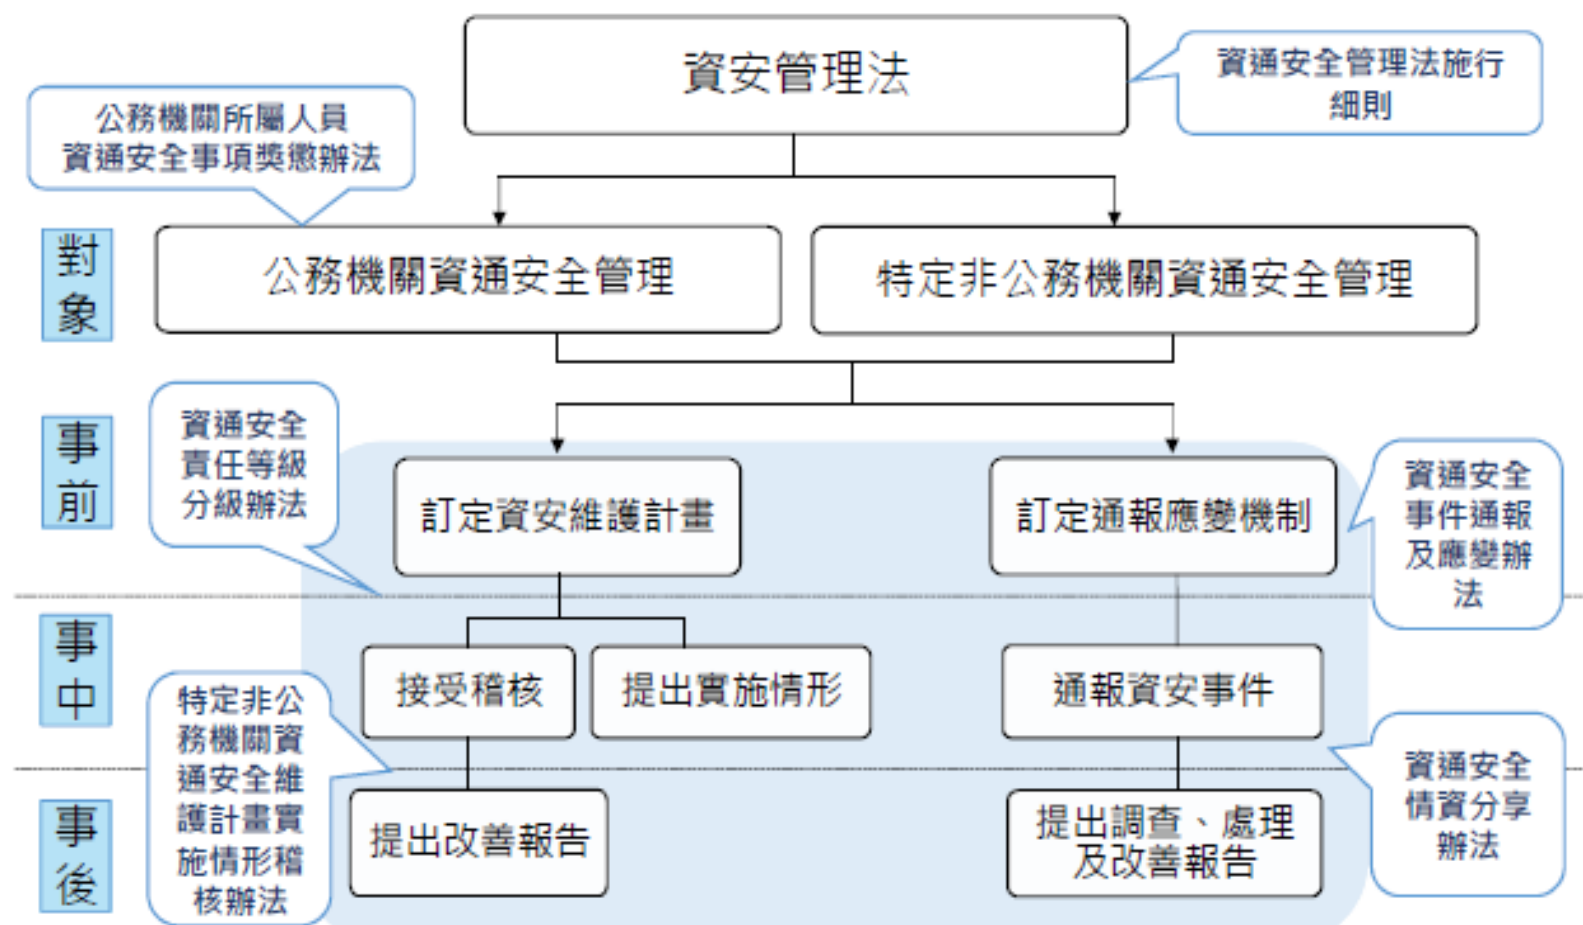 資安管理法
資通安全管理法施行
細則
公務機關所屬人員
資通安全事項獎懲辦法
對
象
公務機關資通安全管理
特定非公務機關資通安全管理
事
前
資通安全
責任等級
分級辦法
訂定資安維護計畫
訂定通報應變機制
資通安全
事件通報
及應變辦
法
事
中
接受稽核
提出實施情形
通報資安事件
特定非公
務機關資
通安全維
護計畫實
施情形稽
核辦法
資通安全
情資分享
辦法
事
後
提出改善報告
提出調查、處理
及改善報告